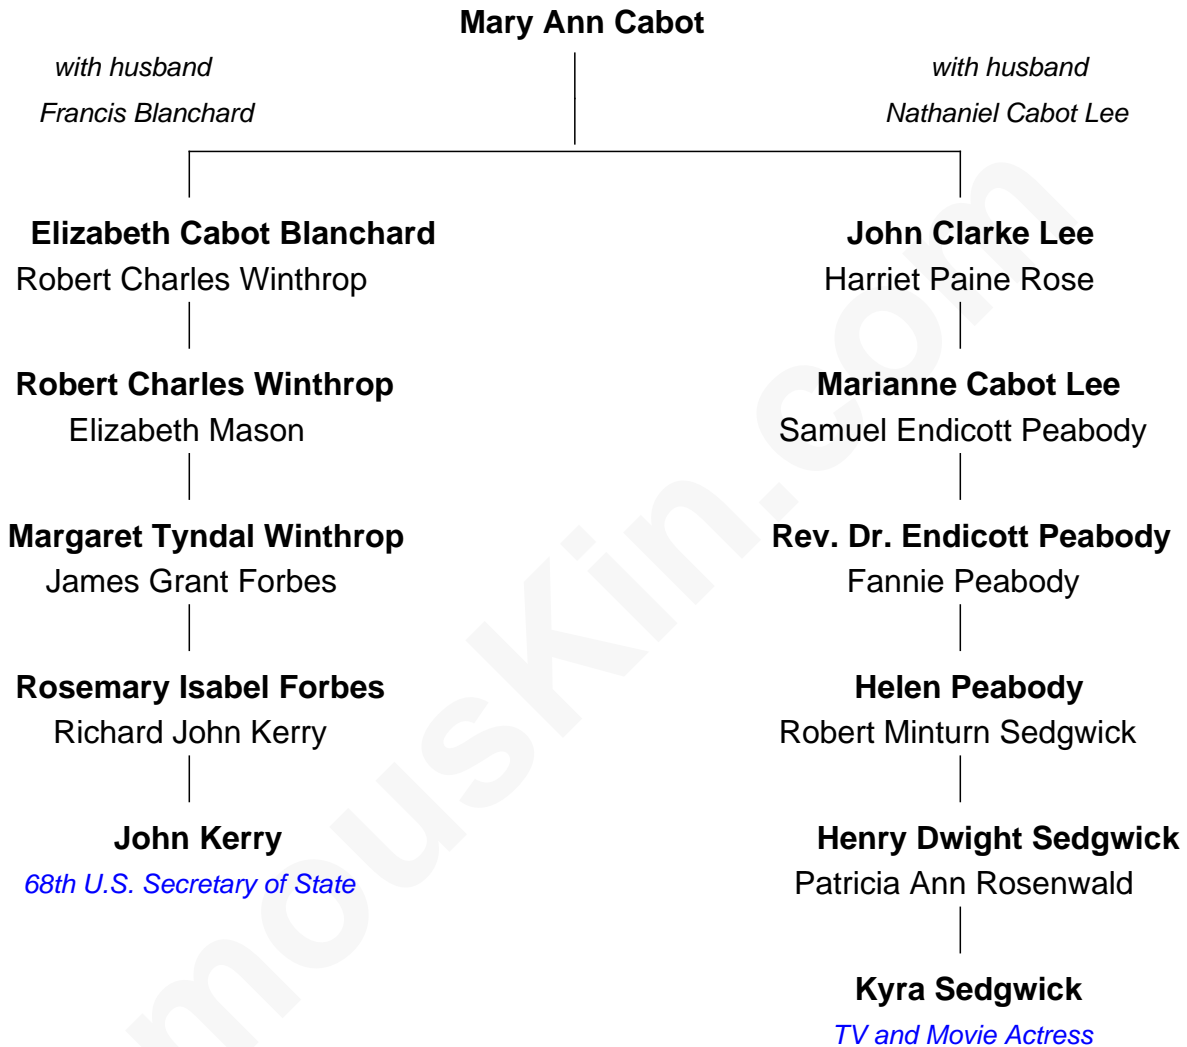 Mary Ann Cabot
with husband
Francis Blanchard
with husband
Nathaniel Cabot Lee
Elizabeth Cabot Blanchard
Robert Charles Winthrop
John Clarke Lee
Harriet Paine Rose
Robert Charles Winthrop
Elizabeth Mason
Marianne Cabot Lee
Samuel Endicott Peabody
Margaret Tyndal Winthrop
James Grant Forbes
Rev. Dr. Endicott Peabody
Fannie Peabody
Rosemary Isabel Forbes
Richard John Kerry
Helen Peabody
Robert Minturn Sedgwick
John Kerry
68th U.S. Secretary of State
Henry Dwight Sedgwick
Patricia Ann Rosenwald
Kyra Sedgwick
TV and Movie Actress
mousKin.com